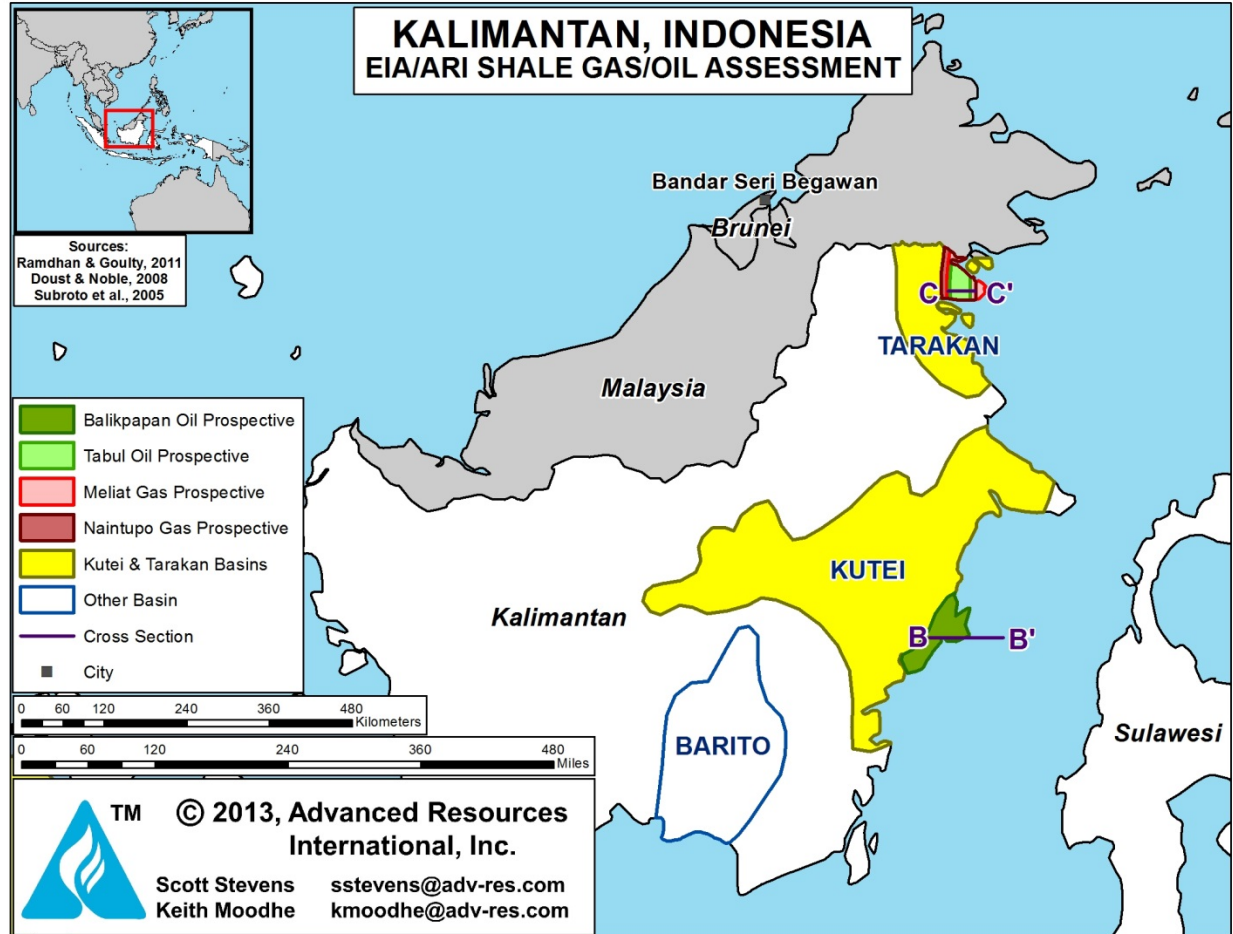 KALIMANTAN, INDONESIA
EIA/ARI SHALE GAS/OIL ASSESSMENT
Sources:
Ramdhan & Goulty, 2011
Doust & Noble, 2008
Subroto et al., 2005
Bandar Seri Begawan
Brunei
C C'
TARAKAN
Malaysia
Balikpapan Oil Prospective
Tabul Oil Prospective
Meliat Gas Prospective
Naintupo Gas Prospective
Kutei & Tarakan Basins
Other Basin
Cross Section
City
KUTEI
Kalimantan
B B'
BARITO
Sulawesi
0 60 120 240 360 480
Kilometers
0 60 120 240 360 480
Miles
TM
© 2013, Advanced Resources
International, Inc.
Scott Stevens sstevens@adv-res.com
Keith Moodhe kmoodhe@adv-res.com